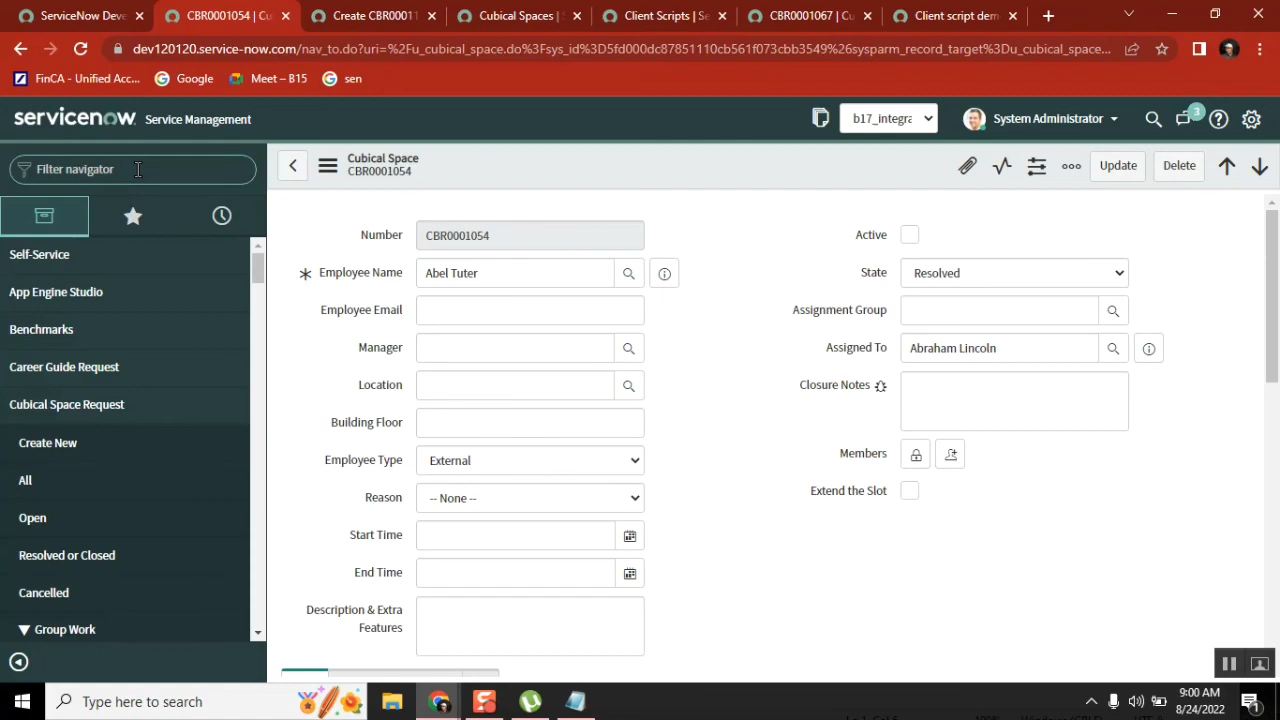 ServiceNow Deve
CBR0001054 | Cu
Create CBR00011
Cubical Spaces |
Client Scripts | Se
CBR0001067 | Cu
Client script dem
dev120120.service-now.com/nav_to.do?uri=%2Fu_cubical_space.do%3Fsys_id%3D5fd000dc87851110cb561f073cbb3549%26sysparm_record_target%3Du_cubical_space...
FinCA - Unified Acc...
Google
Meet – B15
sen
servicenow
Service Management
b17_integra
System Administrator
3
Filter navigator
Cubical Space
CBR0001054
Update
Delete
Self-Service
App Engine Studio
Benchmarks
Career Guide Request
Cubical Space Request
Create New
All
Open
Resolved or Closed
Cancelled
Group Work
Number
CBR0001054
Employee Name
Abel Tuter
Employee Email
Manager
Location
Building Floor
Employee Type
External
Reason
-- None --
Start Time
End Time
Description & Extra
Features
Active
State
Resolved
Assignment Group
Assigned To
Abraham Lincoln
Closure Notes
Members
Extend the Slot
Type here to search
9:00 AM
8/24/2022
1